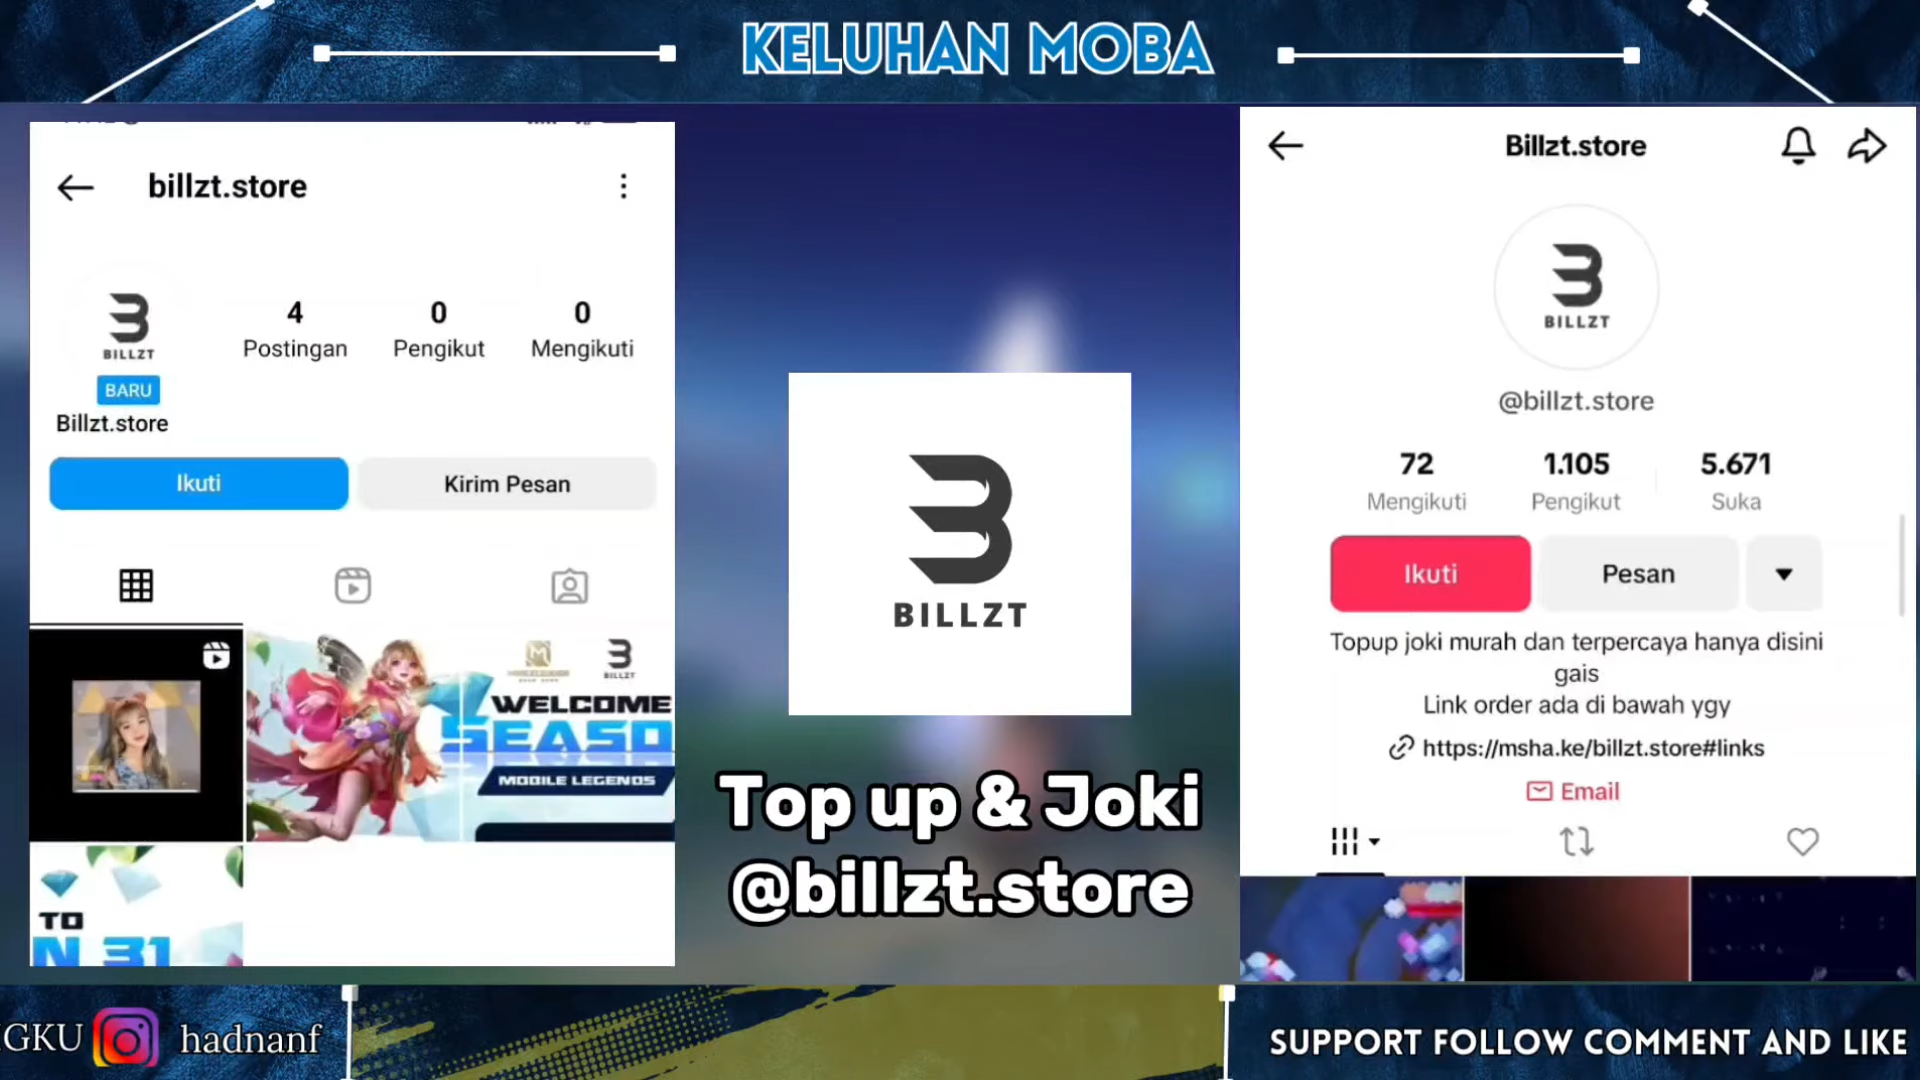 KELUHAN MOBA
billzt.store
BILLZT
BARU
Billzt.store
4
Postingan
0
Pengikut
0
Mengikuti
Ikuti
Kirim Pesan
BILLZT
WELCOME
SEASO
MOBILE LEGENDS
TO
N 31
BILLZT
Top up & Joki
@billzt.store
Billzt.store
BILLZT
@billzt.store
72
Mengikuti
1.105
Pengikut
5.671
Suka
Ikuti
Pesan
Topup joki murah dan terpercaya hanya disini
gais
Link order ada di bawah ygy
https://msha.ke/billzt.store#links
Email
GKU hadnanf
SUPPORT FOLLOW COMMENT AND LIKE